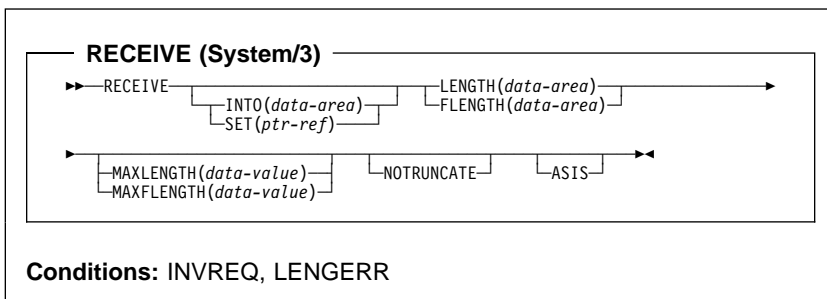 RECEIVE (System/3)
RECEIVE LENGTH(data-area)
INTO(data-area) FLENGTH(data-area)
SET(ptr-ref)
MAXLENGTH(data-value) NOTRUNCATE ASIS
MAXFLENGTH(data-value)
Conditions: INVREQ, LENGERR